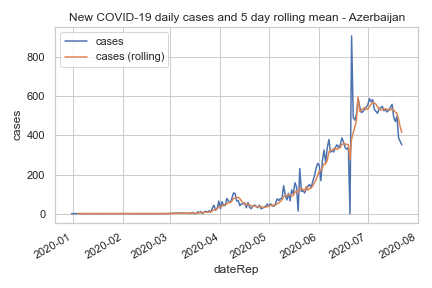 New COVID-19 daily cases and 5 day rolling mean - Azerbaijan
cases
cases (rolling)
800
600
400
200
0
cases
2020-01
2020-02
2020-03
2020-04
2020-05
2020-06
2020-07
2020-08
dateRep